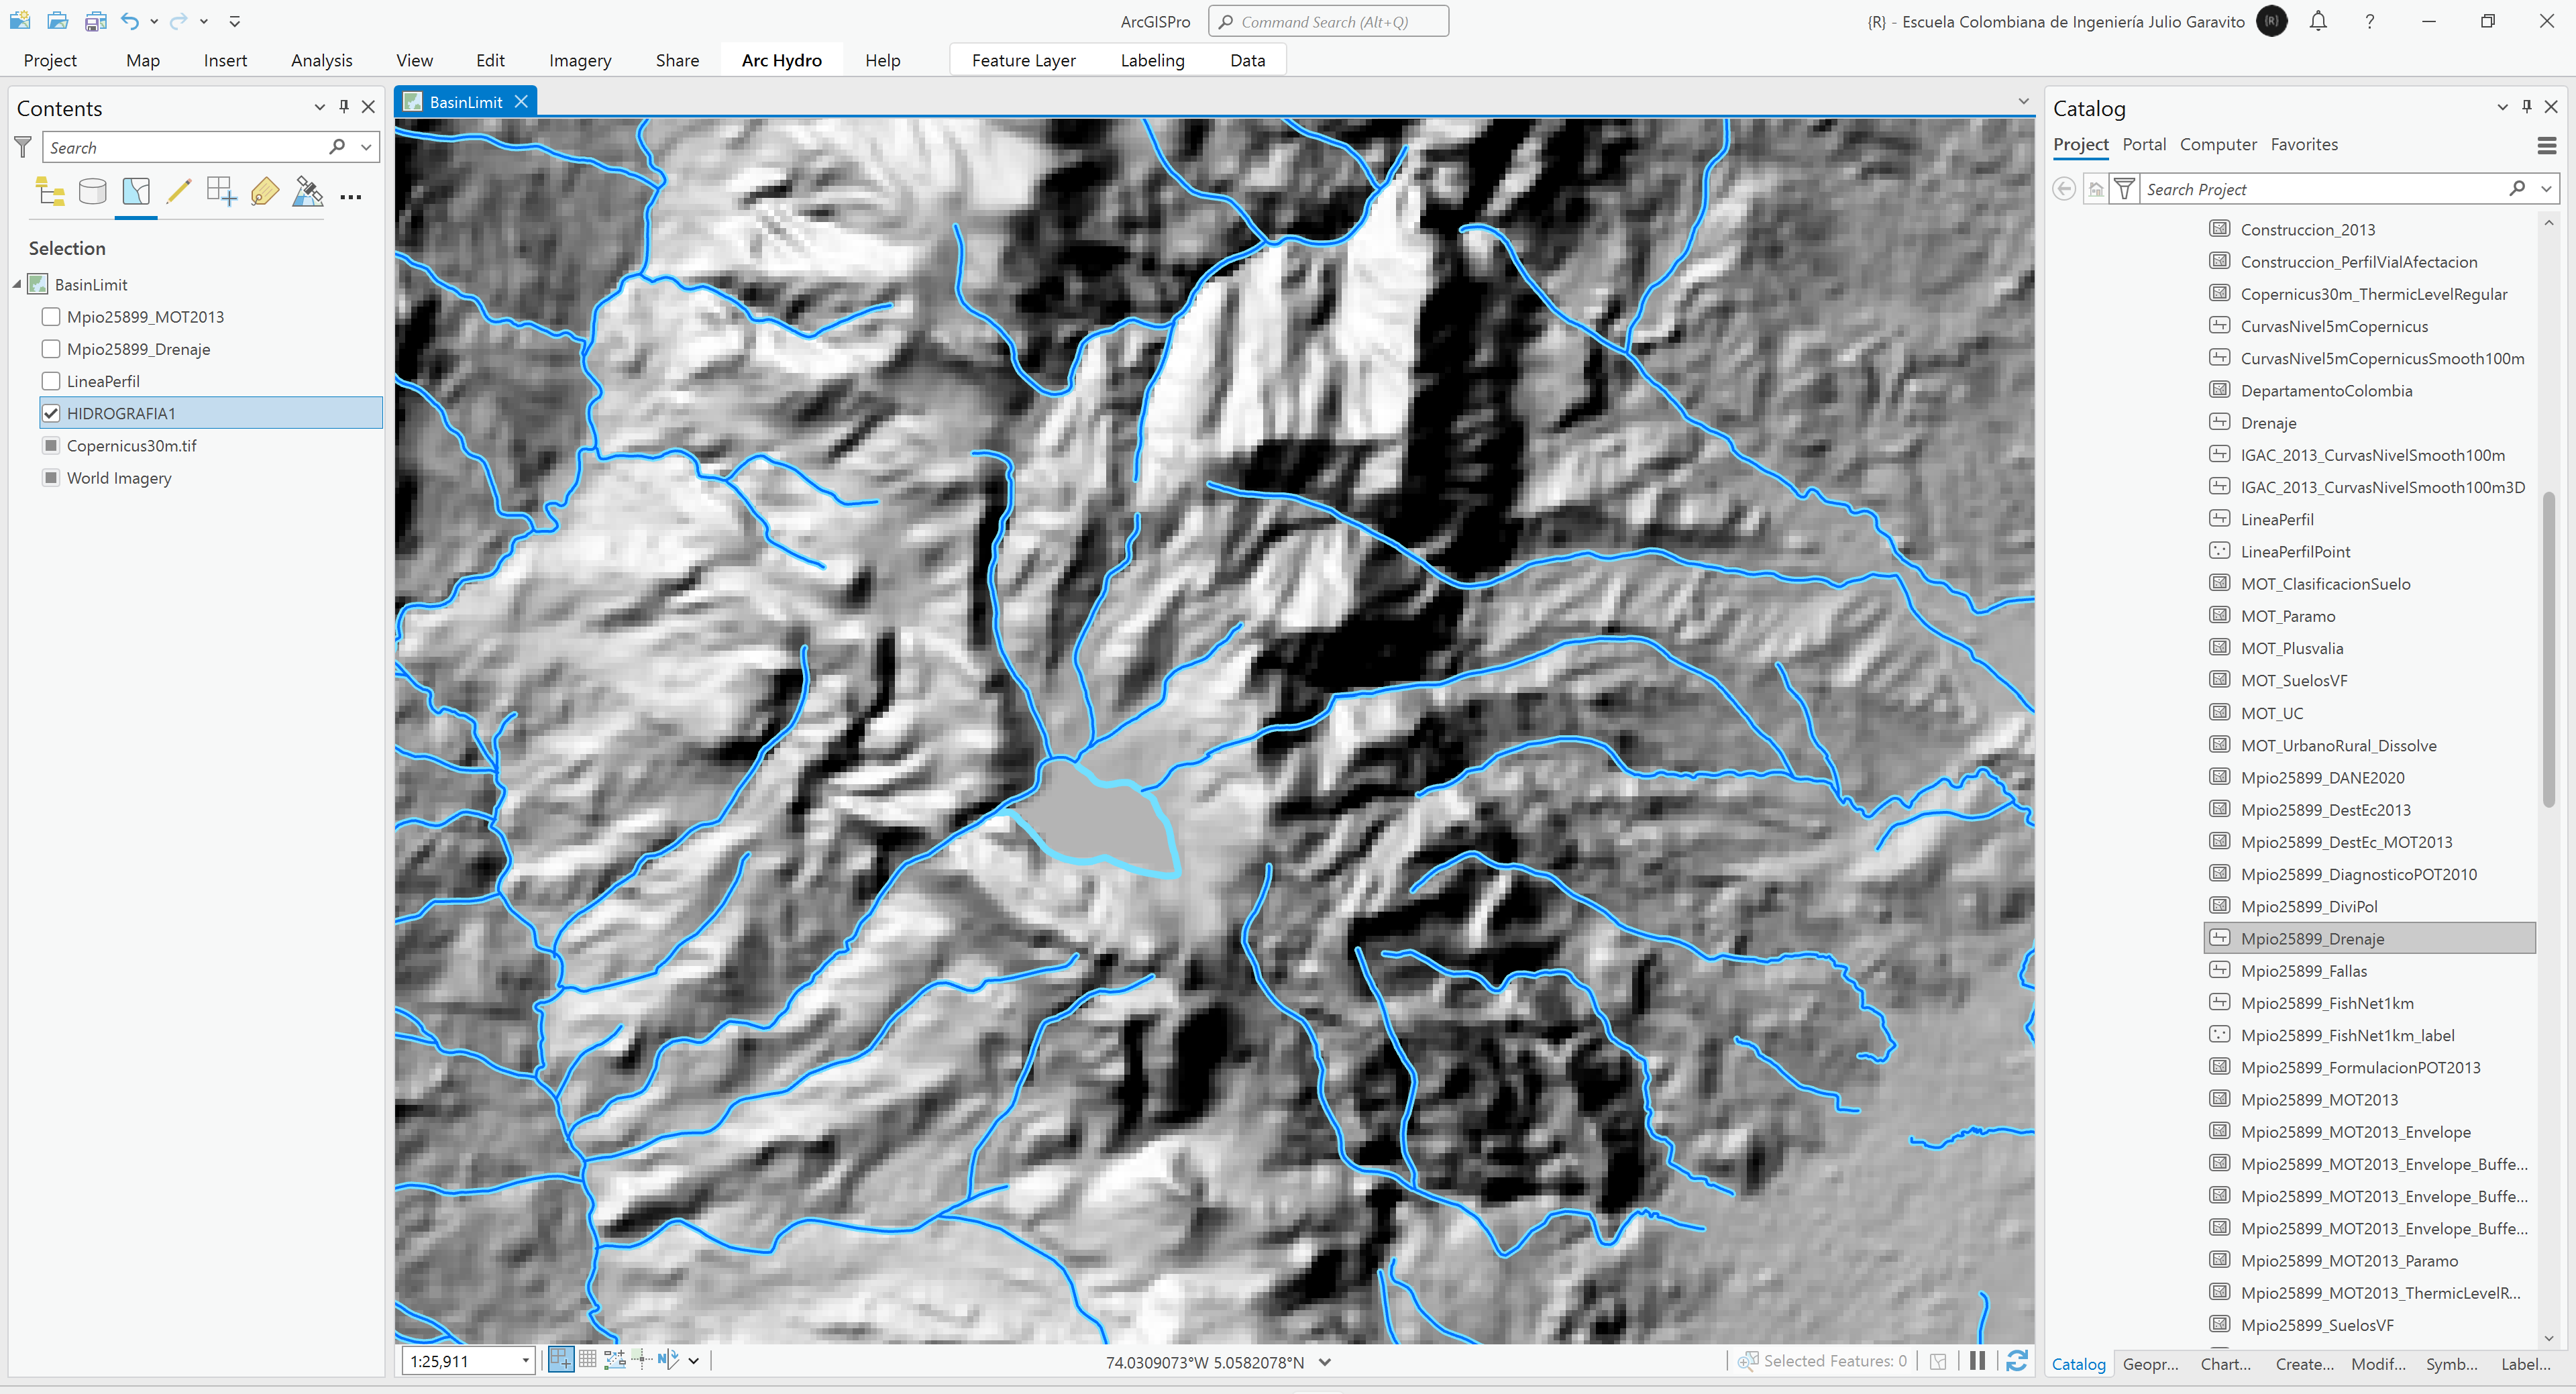 ArcGISPro
Command Search (Alt+Q)
{R} - Escuela Colombiana de Ingeniería Julio Garavito
{R}
?
Project Map Insert Analysis View Edit Imagery Share Arc Hydro Help Feature Layer Labeling Data
Contents
Search
Selection
BasinLimit
Mpio25899_MOT2013
Mpio25899_Drenaje
LineaPerfil
HIDROGRAFIA1
Copernicus30m.tif
World Imagery
BasinLimit
1:25,911
74.0309073°W 5.0582078°N
Selected Features: 0
Catalog
Project Portal Computer Favorites
Search Project
Construccion_2013
Construccion_PerfilVialAfectacion
Copernicus30m_ThermicLevelRegular
CurvasNivel5mCopernicus
CurvasNivel5mCopernicusSmooth100m
DepartamentoColombia
Drenaje
IGAC_2013_CurvasNivelSmooth100m
IGAC_2013_CurvasNivelSmooth100m3D
LineaPerfil
LineaPerfilPoint
MOT_ClasificacionSuelo
MOT_Paramo
MOT_Plusvalia
MOT_SuelosVF
MOT_UC
MOT_UrbanoRural_Dissolve
Mpio25899_DANE2020
Mpio25899_DestEc2013
Mpio25899_DestEc_MOT2013
Mpio25899_DiagnosticoPOT2010
Mpio25899_DiviPol
Mpio25899_Drenaje
Mpio25899_Fallas
Mpio25899_FishNet1km
Mpio25899_FishNet1km_label
Mpio25899_FormulacionPOT2013
Mpio25899_MOT2013
Mpio25899_MOT2013_Envelope
Mpio25899_MOT2013_Envelope_Buffe...
Mpio25899_MOT2013_Envelope_Buffe...
Mpio25899_MOT2013_Envelope_Buffe...
Mpio25899_MOT2013_Paramo
Mpio25899_MOT2013_ThermicLevelR...
Mpio25899_SuelosVF
Catalog Geopr... Chart... Create... Modif... Symb... Label...